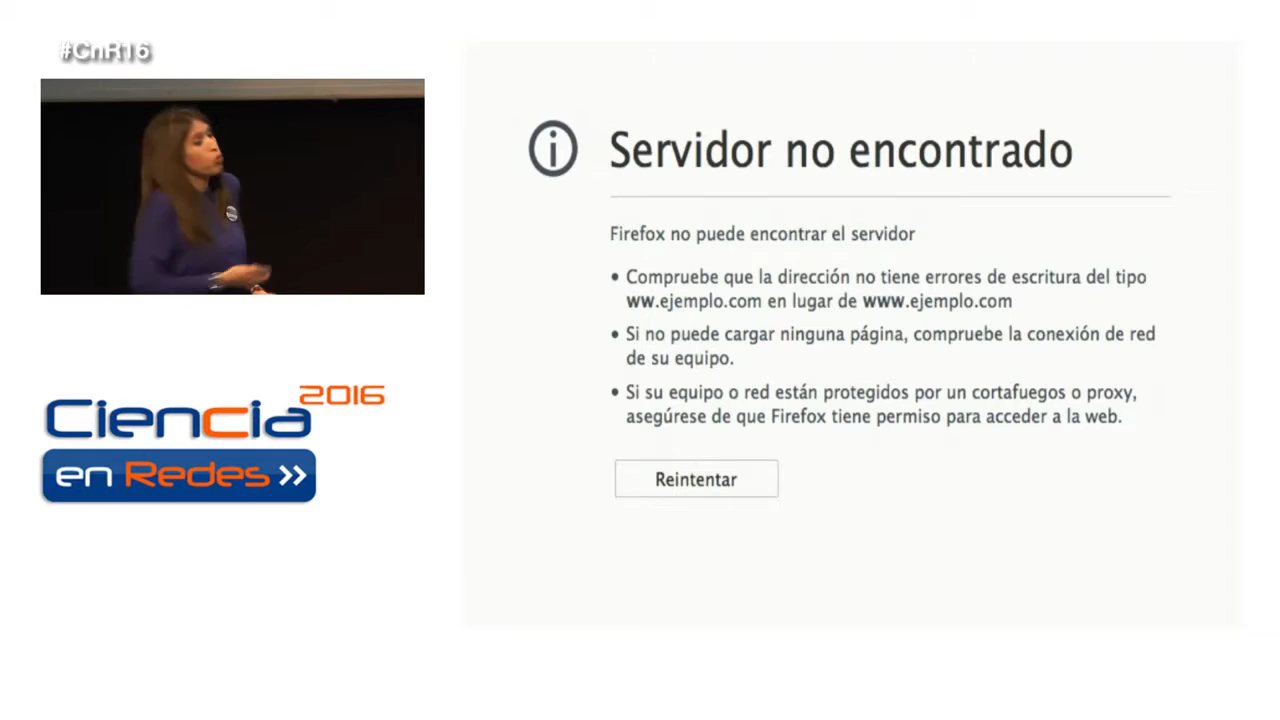 #CnR16
Servidor no encontrado
Firefox no puede encontrar el servidor
• Compruebe que la dirección no tiene errores de escritura del tipo
ww.ejemplo.com en lugar de www.ejemplo.com
• Si no puede cargar ninguna página, compruebe la conexión de red
de su equipo.
• Si su equipo o red están protegidos por un cortafuegos o proxy,
asegúrese de que Firefox tiene permiso para acceder a la web.
Reintentar
2016
Ciencia
en Redes »